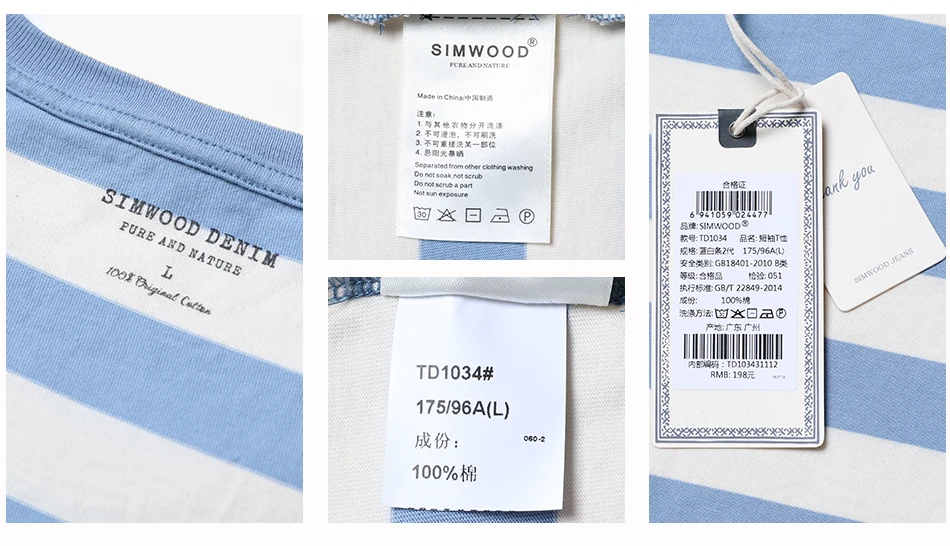 SIMWOOD DENIM
PURE AND NATURE
L
100% Original Cotton
SIMWOOD®
PURE AND NATURE
Made in China/中国制造
注意:
1. 与其他衣物分开洗涤
2. 不可浸泡，不可刷洗
3. 不可重搓洗某一部位
4. 忌阳光暴晒
Separated from other clothing washing
Do not soak,not scrub
Do not scrub a part
Not sun exposure
30
P
TD1034#
175/96A(L)
成份:
060-2
100%棉
合格证
6 941059 024477
品牌: SIMWOOD®
款号: TD1034 品名: 短袖T恤
规格: 蓝白条2代 175/96A(L)
安全类别: GB18401-2010 B类
等级: 合格品 检验: 051
执行标准: GB/T 22849-2014
成份: 100%棉
洗涤方法:
产地: 广东 广州
内部编码: TD103431112
RMB: 198元
you
SIMWOOD JEANS